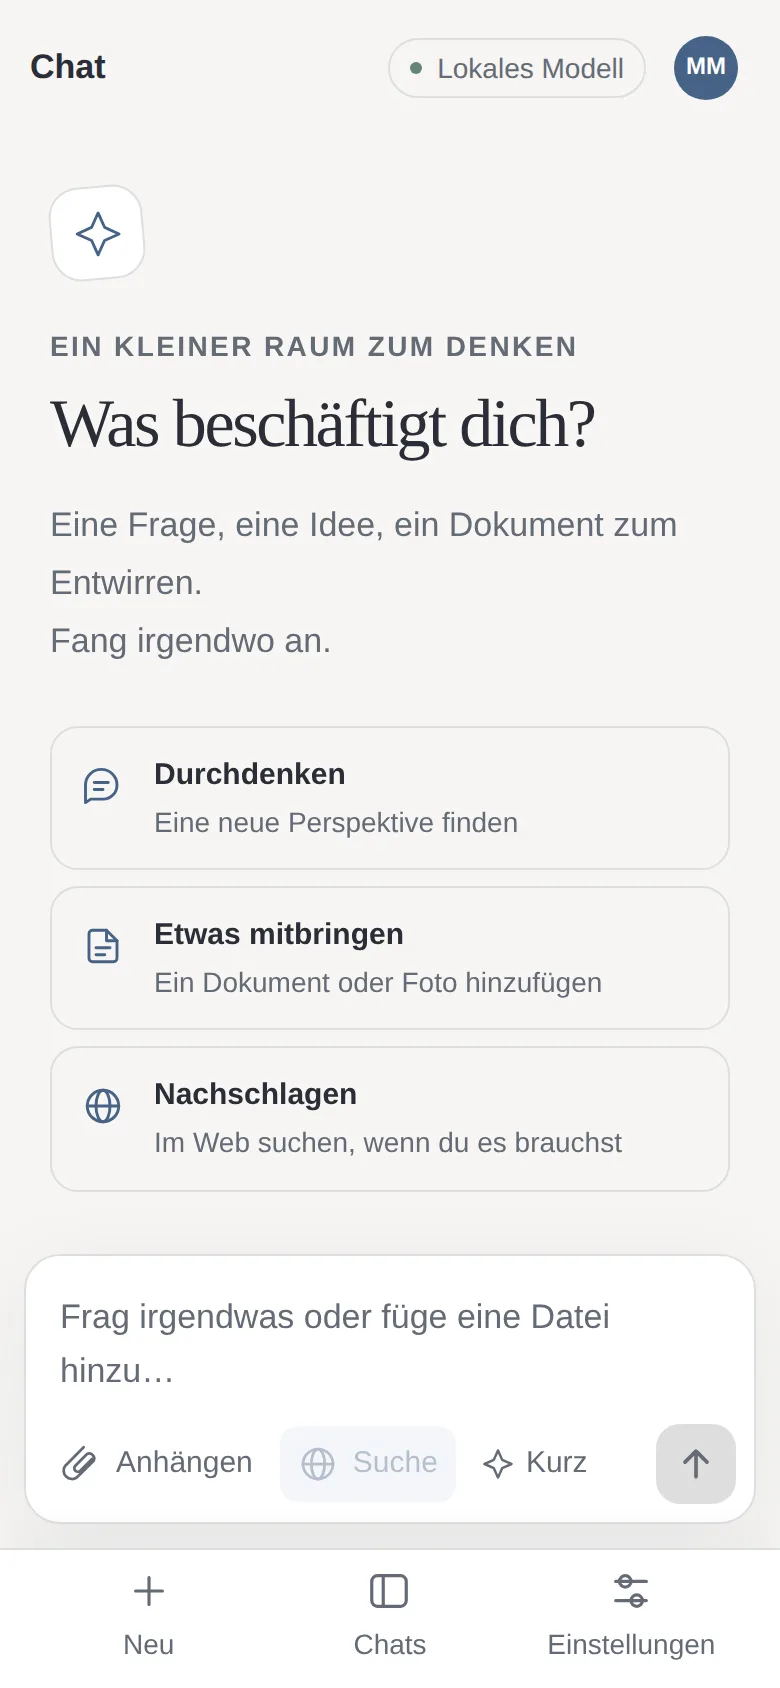 Chat
Lokales Modell
MM
EIN KLEINER RAUM ZUM DENKEN
Was beschäftigt dich?
Eine Frage, eine Idee, ein Dokument zum
Entwirren.
Fang irgendwo an.
Durchdenken
Eine neue Perspektive finden
Etwas mitbringen
Ein Dokument oder Foto hinzufügen
Nachschlagen
Im Web suchen, wenn du es brauchst
Frag irgendwas oder füge eine Datei
hinzu…
Anhängen
Suche
Kurz
Neu
Chats
Einstellungen